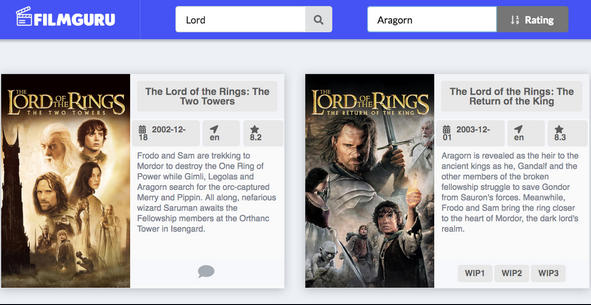 FILMGURU
Lord
Aragorn
Rating
THE
LORD OF THE RINGS
THE TWO TOWERS
The Lord of the Rings: The
Two Towers
2002-12-
18
en
8.2
Frodo and Sam are trekking to
Mordor to destroy the One Ring of
Power while Gimli, Legolas and
Aragorn search for the orc-captured
Merry and Pippin. All along, nefarious
wizard Saruman awaits the
Fellowship members at the Orthanc
Tower in Isengard.
THE
LORD OF THE RINGS
THE RETURN OF THE KING
The Lord of the Rings: The
Return of the King
2003-12-
01
en
8.3
Aragorn is revealed as the heir to the
ancient kings as he, Gandalf and the
other members of the broken
fellowship struggle to save Gondor
from Sauron's forces. Meanwhile,
Frodo and Sam bring the ring closer
to the heart of Mordor, the dark lord's
realm.
WIP1 WIP2 WIP3